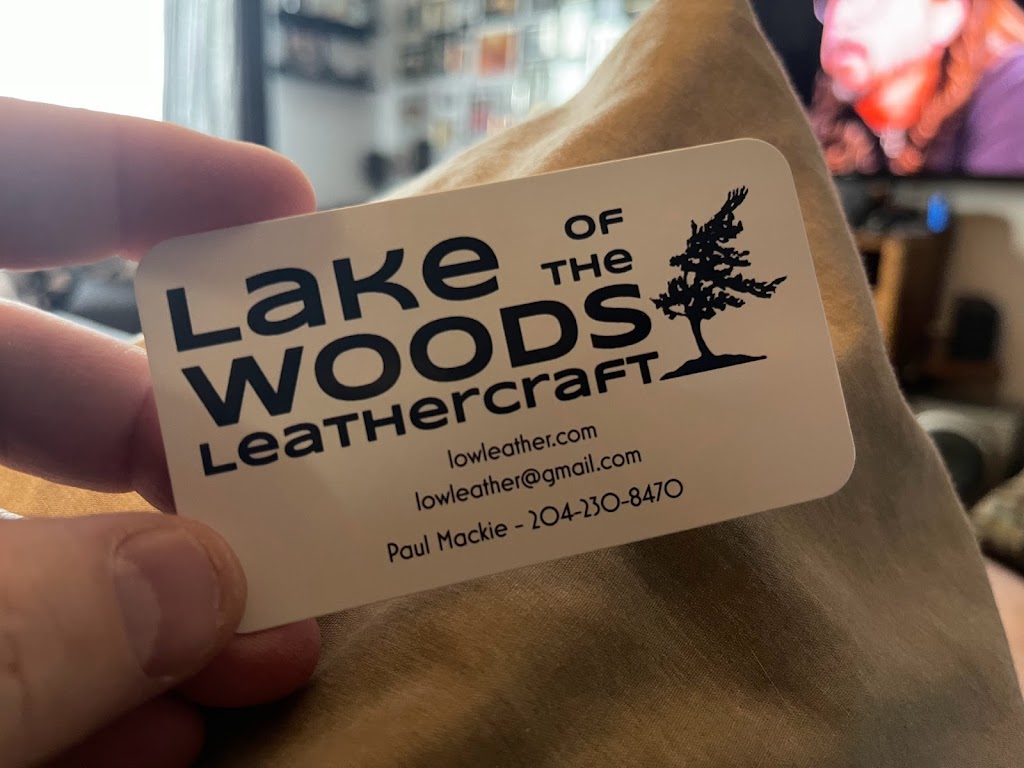 Lake OF THe
WOODS
LeaTHercraFT
lowleather.com
lowleather@gmail.com
Paul Mackie - 204-230-8470